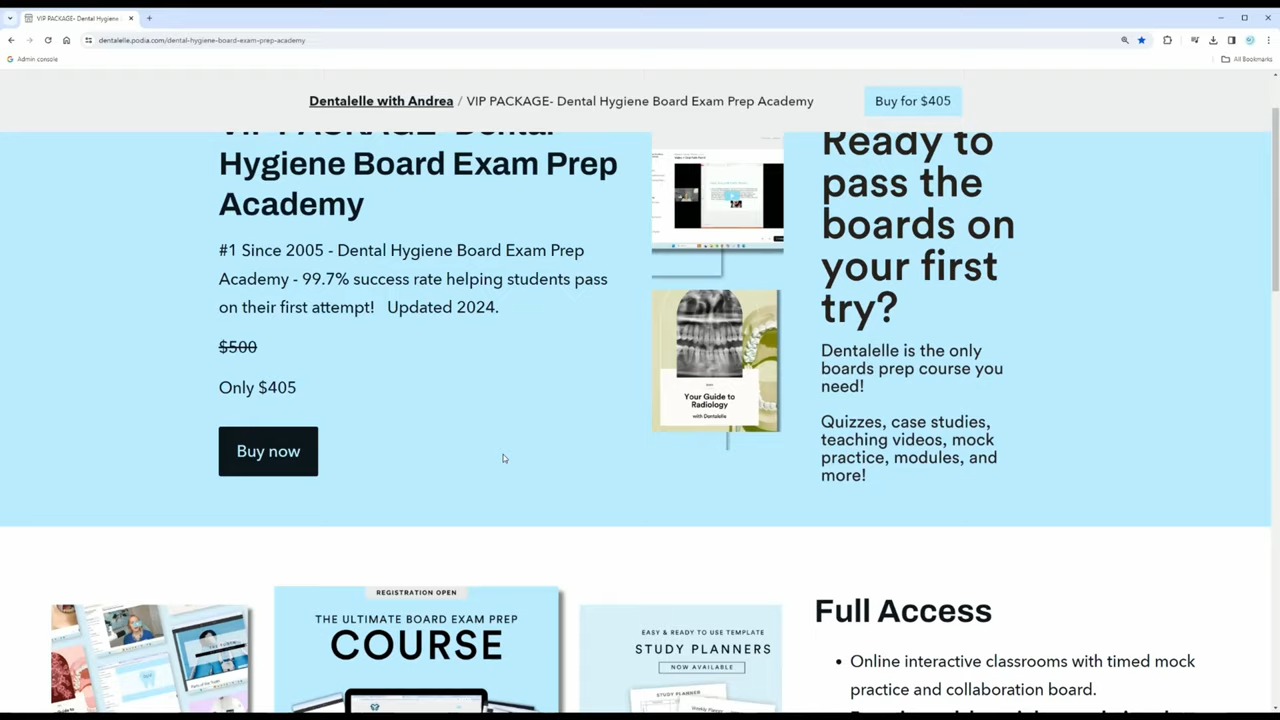 VIP PACKAGE- Dental Hygiene
dentalelle.podia.com/dental-hygiene-board-exam-prep-academy
Admin console
All Bookmarks
Dentalelle with Andrea / VIP PACKAGE- Dental Hygiene Board Exam Prep Academy
Buy for $405
VIP PACKAGE- Dental
Hygiene Board Exam Prep
Academy
#1 Since 2005 - Dental Hygiene Board Exam Prep
Academy - 99.7% success rate helping students pass
on their first attempt! Updated 2024.
$500
Only $405
Buy now
Your Guide to
Radiology
with Dentalelle
Ready to
pass the
boards on
your first
try?
Dentalelle is the only
boards prep course you
need!
Quizzes, case studies,
teaching videos, mock
practice, modules, and
more!
REGISTRATION OPEN
THE ULTIMATE BOARD EXAM PREP
COURSE
EASY & READY TO USE TEMPLATE
STUDY PLANNERS
NOW AVAILABLE
STUDY PLANNER
Full Access
• Online interactive classrooms with timed mock
practice and collaboration board.